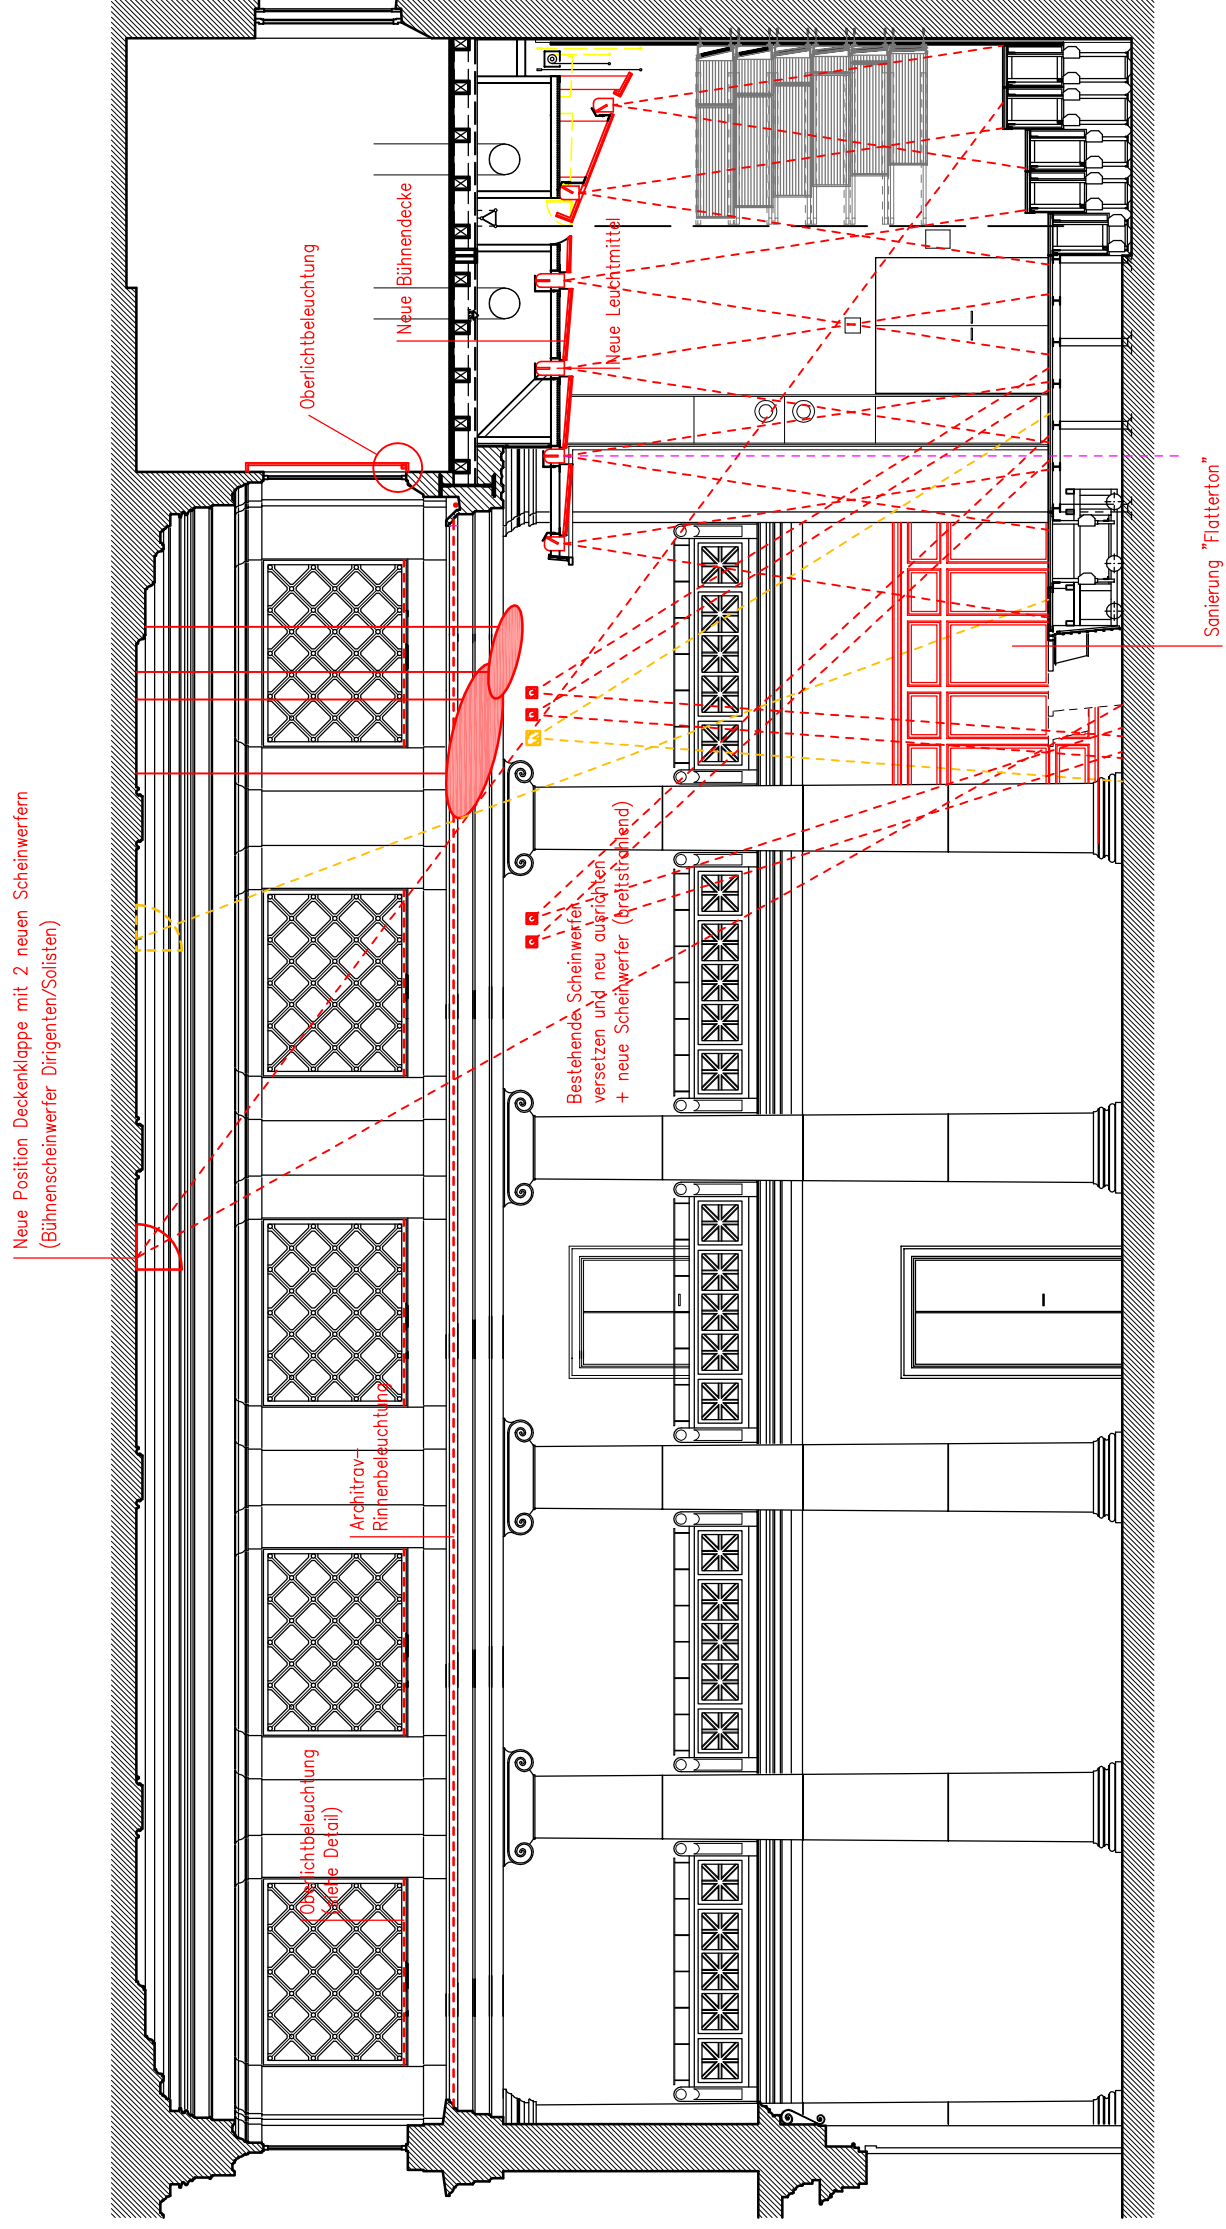 Neue Position Deckenklappe mit 2 neuen Scheinwerfern
(Bühnenscheinwerfer Dirigenten/Solisten)
Oberlichtbeleuchtung
(siehe Detail)
Architrav-
Rinnenbeleuchtung
Oberlichtbeleuchtung
Neue Bühnendecke
Neue Leuchtmittel
Bestehende Scheinwerfer
versetzen und neu ausrichten
+ neue Scheinwerfer (breitstrahlend)
Sanierung "Flatterton"